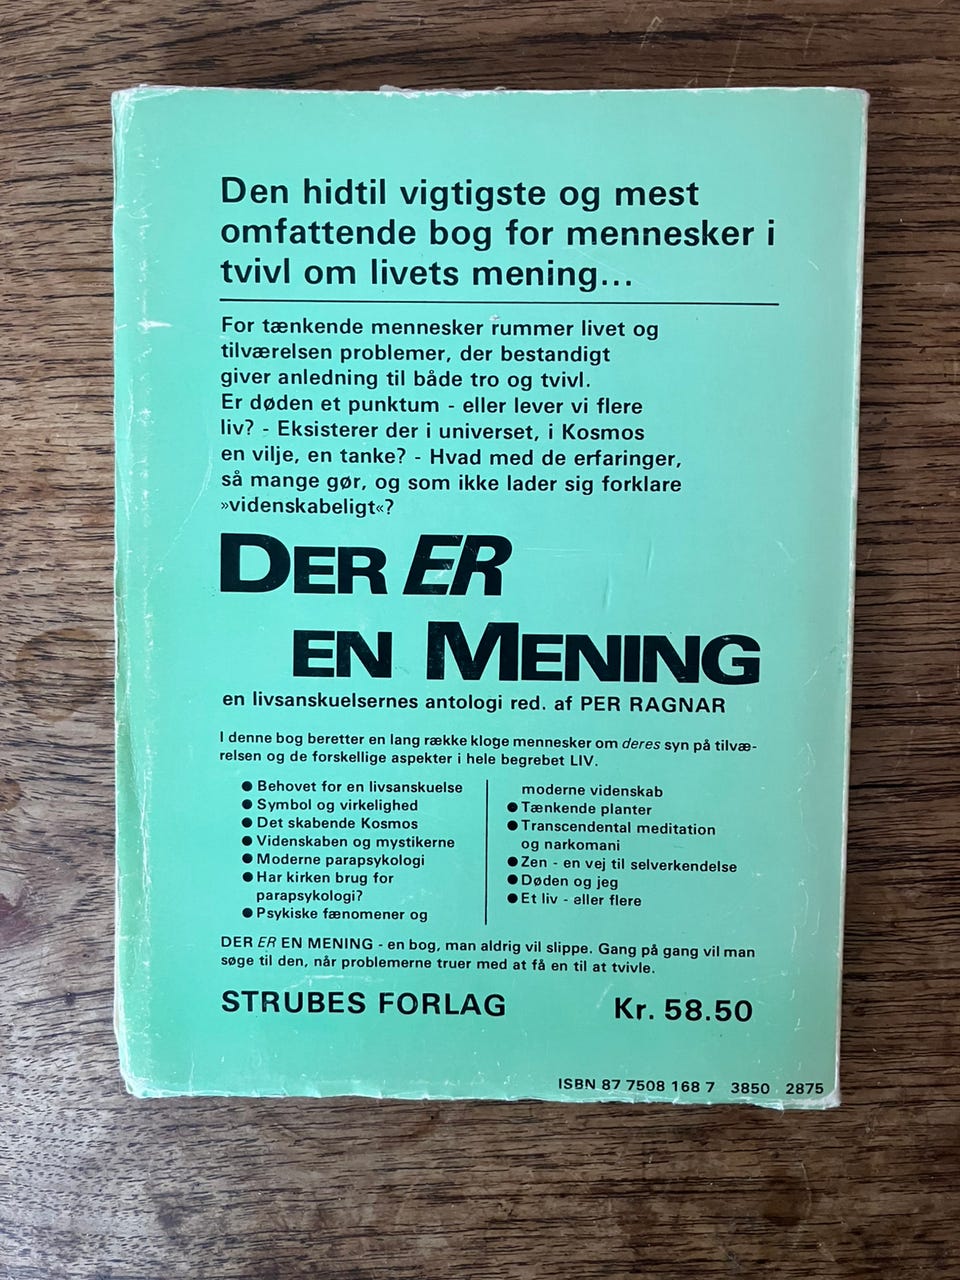 Den hidtil vigtigste og mest
omfattende bog for mennesker i
tvivl om livets mening...
For tænkende mennesker rummer livet og
tilværelsen problemer, der bestandigt
giver anledning til både tro og tvivl.
Er døden et punktum - eller lever vi flere
liv? - Eksisterer der i universet, i Kosmos
en vilje, en tanke? - Hvad med de erfaringer,
så mange gør, og som ikke lader sig forklare
»videnskabeligt«?
DER ER
EN MENING
en livsanskuelsernes antologi red. af PER RAGNAR
I denne bog beretter en lang række kloge mennesker om deres syn på tilvæ-
relsen og de forskellige aspekter i hele begrebet LIV.
● Behovet for en livsanskuelse
● Symbol og virkelighed
● Det skabende Kosmos
● Videnskaben og mystikerne
● Moderne parapsykologi
● Har kirken brug for
parapsykologi?
● Psykiske fænomener og
moderne videnskab
● Tænkende planter
● Transcendental meditation
og narkomani
● Zen - en vej til selverkendelse
● Døden og jeg
● Et liv - eller flere
DER ER EN MENING - en bog, man aldrig vil slippe. Gang på gang vil man
søge til den, når problemerne truer med at få en til at tvivle.
STRUBES FORLAG Kr. 58.50
ISBN 87 7508 168 7 3850 2875